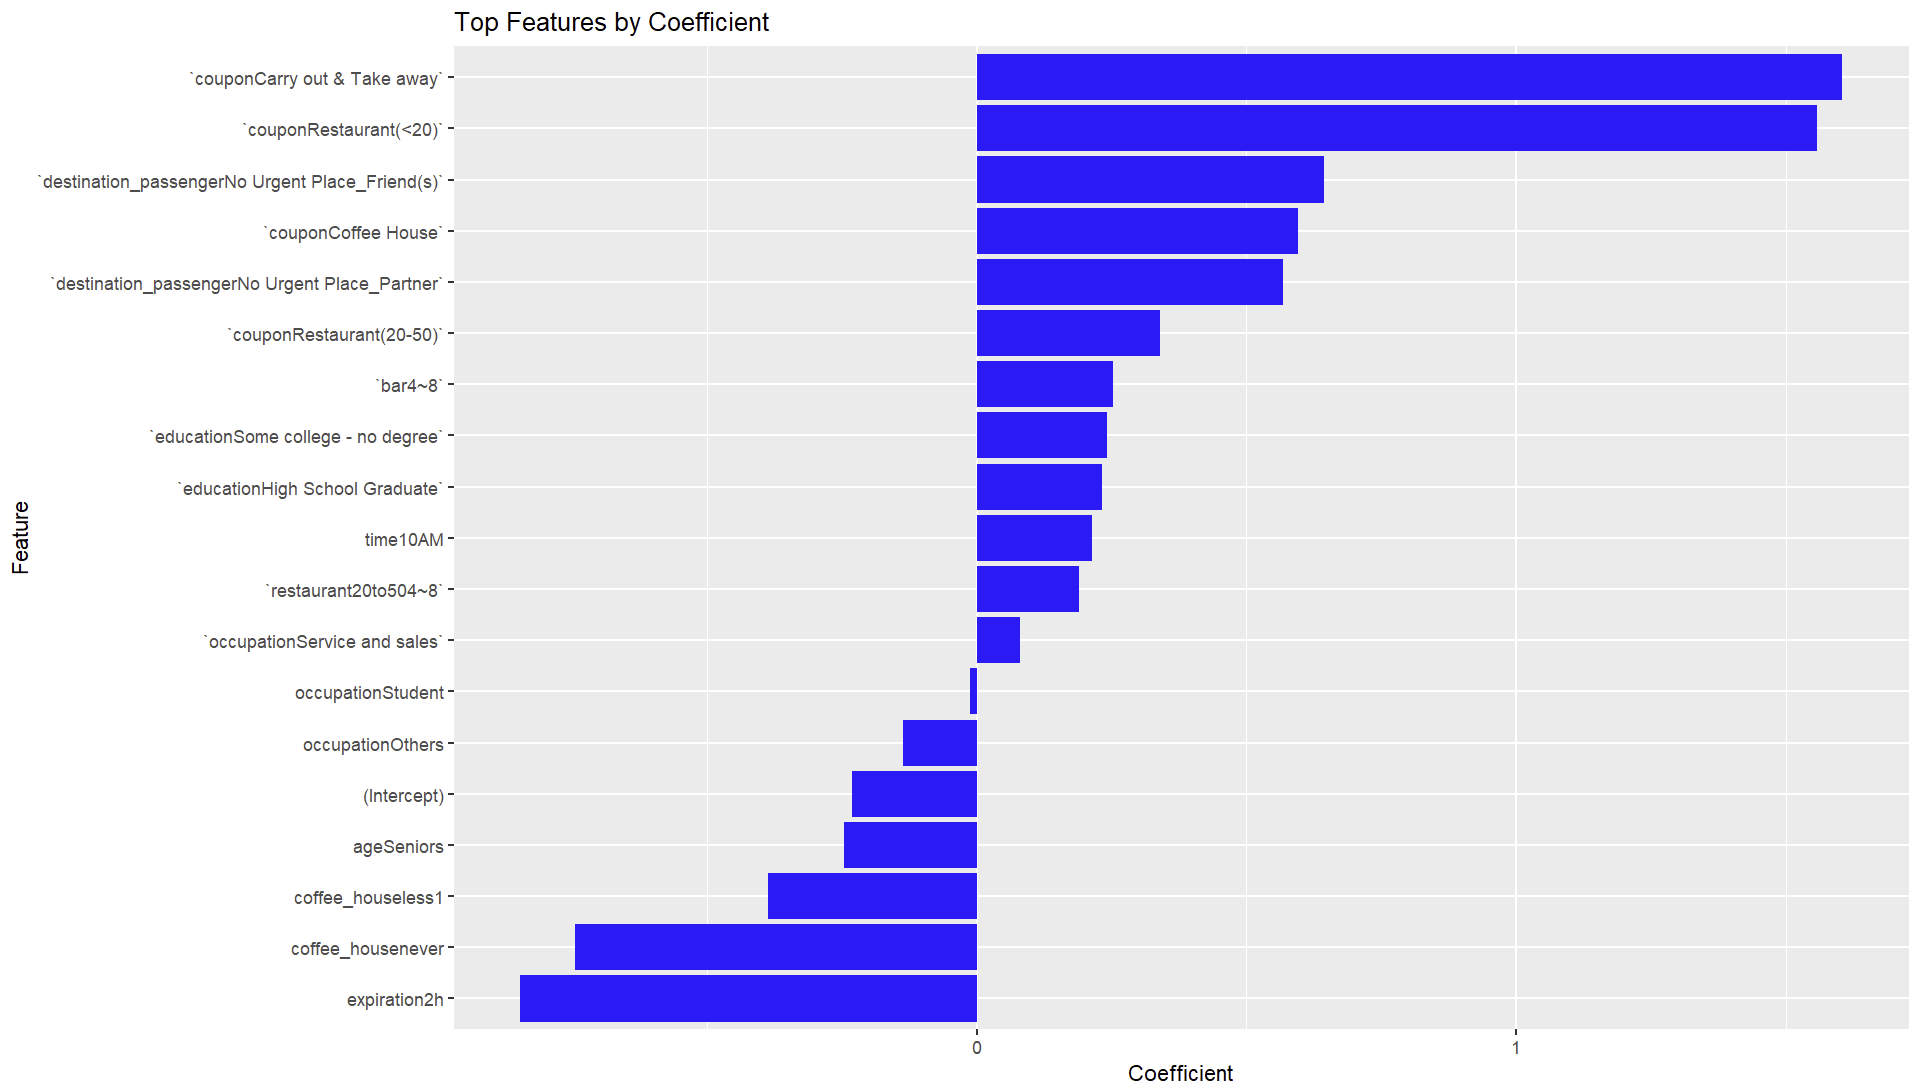 Top Features by Coefficient
`couponCarry out & Take away`
`couponRestaurant(<20)`
`destination_passengerNo Urgent Place_Friend(s)`
`couponCoffee House`
`destination_passengerNo Urgent Place_Partner`
`couponRestaurant(20-50)`
`bar4~8`
`educationSome college - no degree`
`educationHigh School Graduate`
time10AM
`restaurant20to504~8`
`occupationService and sales`
occupationStudent
occupationOthers
(Intercept)
ageSeniors
coffee_houseless1
coffee_housenever
expiration2h
Feature
0
1
Coefficient